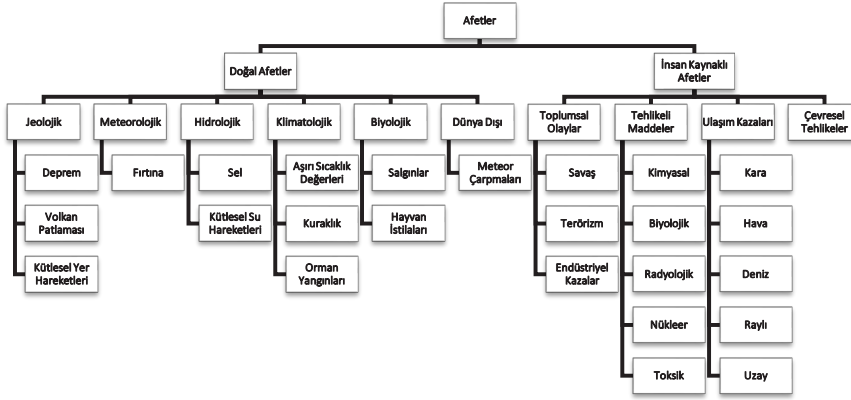 Afetler
Doğal Afetler
İnsan Kaynaklı
Afetler
Jeolojik
Meteorolojik
Hidrolojik
Klimatolojik
Biyolojik
Dünya Dışı
Toplumsal
Olaylar
Tehlikeli
Maddeler
Ulaşım Kazaları
Çevresel
Tehlikeler
Deprem
Fırtına
Sel
Aşırı Sıcaklık
Değerleri
Salgınlar
Meteor
Çarpmaları
Savaş
Kimyasal
Kara
Volkan
Patlaması
Kütlesel Su
Hareketleri
Kuraklık
Hayvan
İstilaları
Terörizm
Biyolojik
Hava
Kütlesel Yer
Hareketleri
Orman
Yangınları
Endüstriyel
Kazalar
Radyolojik
Deniz
Nükleer
Raylı
Toksik
Uzay